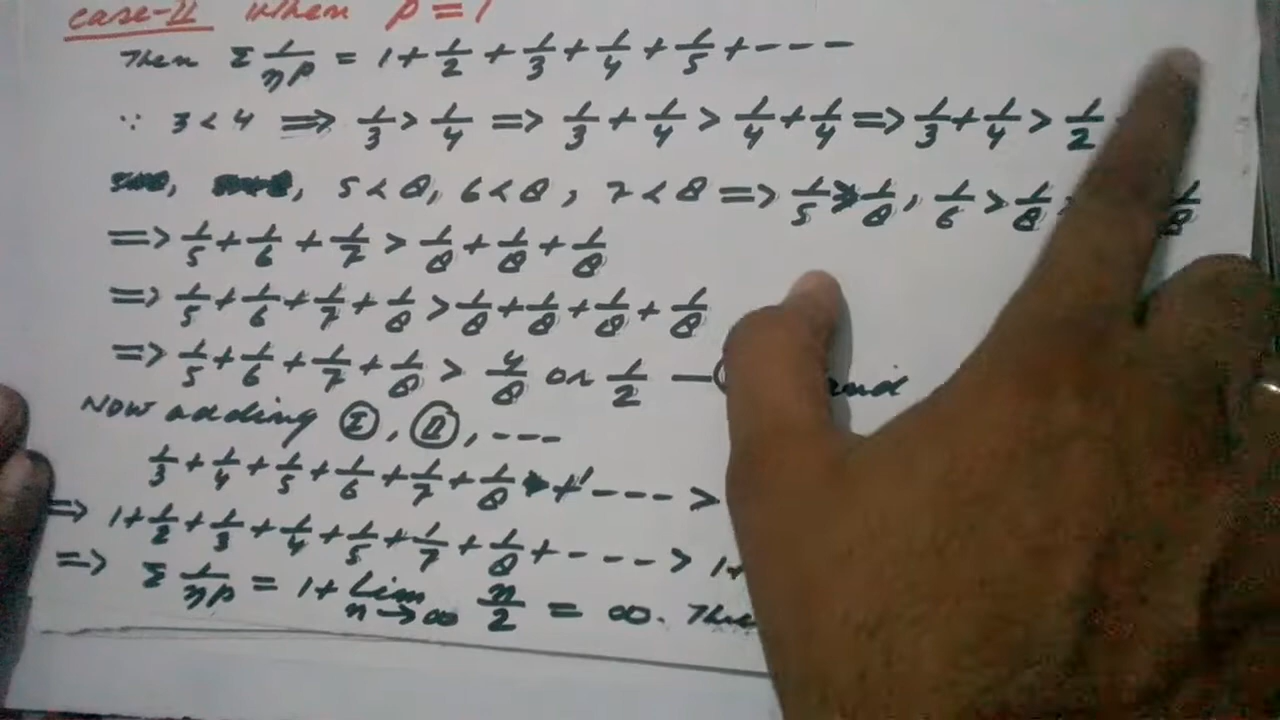 case-II when p = 1
Then Σ 1/n^p = 1 + 1/2 + 1/3 + 1/4 + 1/5 + ----
∵ 3 < 4 ⟹ 1/3 > 1/4 ⟹ 1/3 + 1/4 > 1/4 + 1/4 ⟹ 1/3 + 1/4 > 1/2
, , 5 < 8, 6 < 8, 7 < 8 ⟹ 1/5 > 1/8, 1/6 > 1/8, 1/8
⟹ 1/5 + 1/6 + 1/7 > 1/8 + 1/8 + 1/8
⟹ 1/5 + 1/6 + 1/7 + 1/8 > 1/8 + 1/8 + 1/8 + 1/8
⟹ 1/5 + 1/6 + 1/7 + 1/8 > 4/8 or 1/2 — and
Now adding Ⓘ, Ⓘ Ⓘ, ---
1/3 + 1/4 + 1/5 + 1/6 + 1/7 + 1/8 + ---- >
⟹ 1 + 1/2 + 1/3 + 1/4 + 1/5 + 1/7 + 1/8 + ---- > 1 +
⟹ Σ 1/n^p = 1 + lim n→∞ n/2 = ∞.